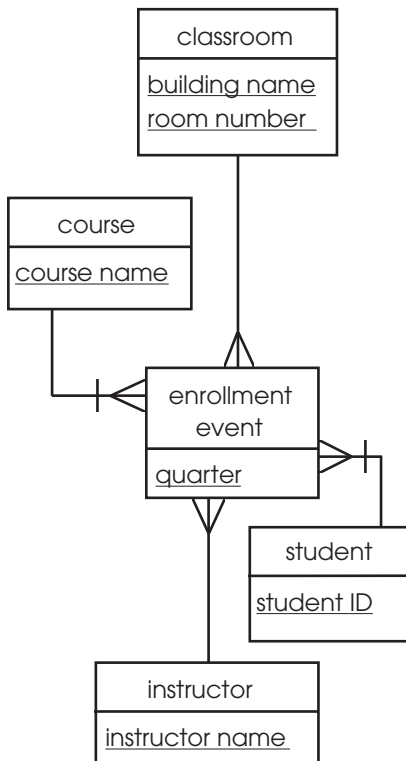 classroom
building name
room number
course
course name
enrollment
event
quarter
student
student ID
instructor
instructor name